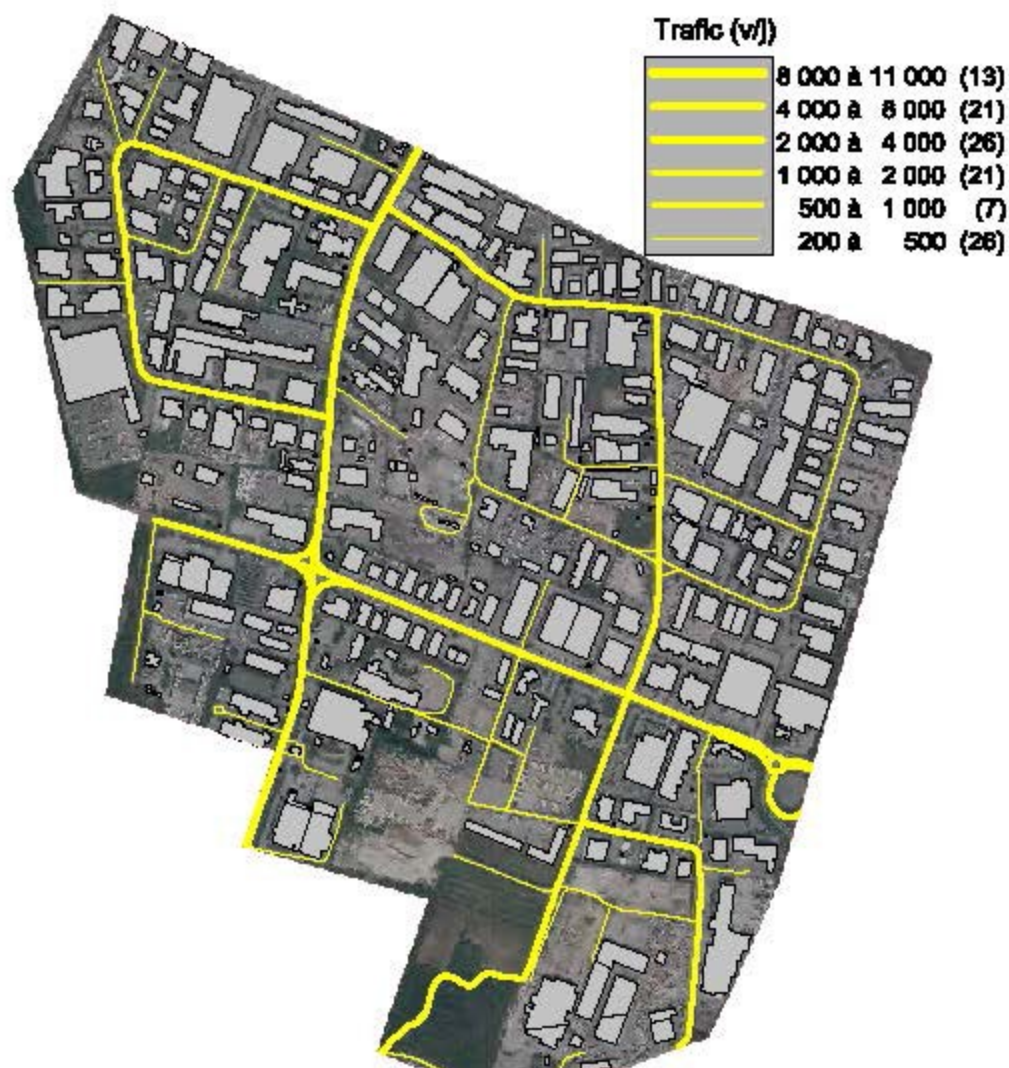 Trafic (v/j)
8 000 à 11 000 (13)
4 000 à 8 000 (21)
2 000 à 4 000 (26)
1 000 à 2 000 (21)
500 à 1 000 (7)
200 à 500 (26)